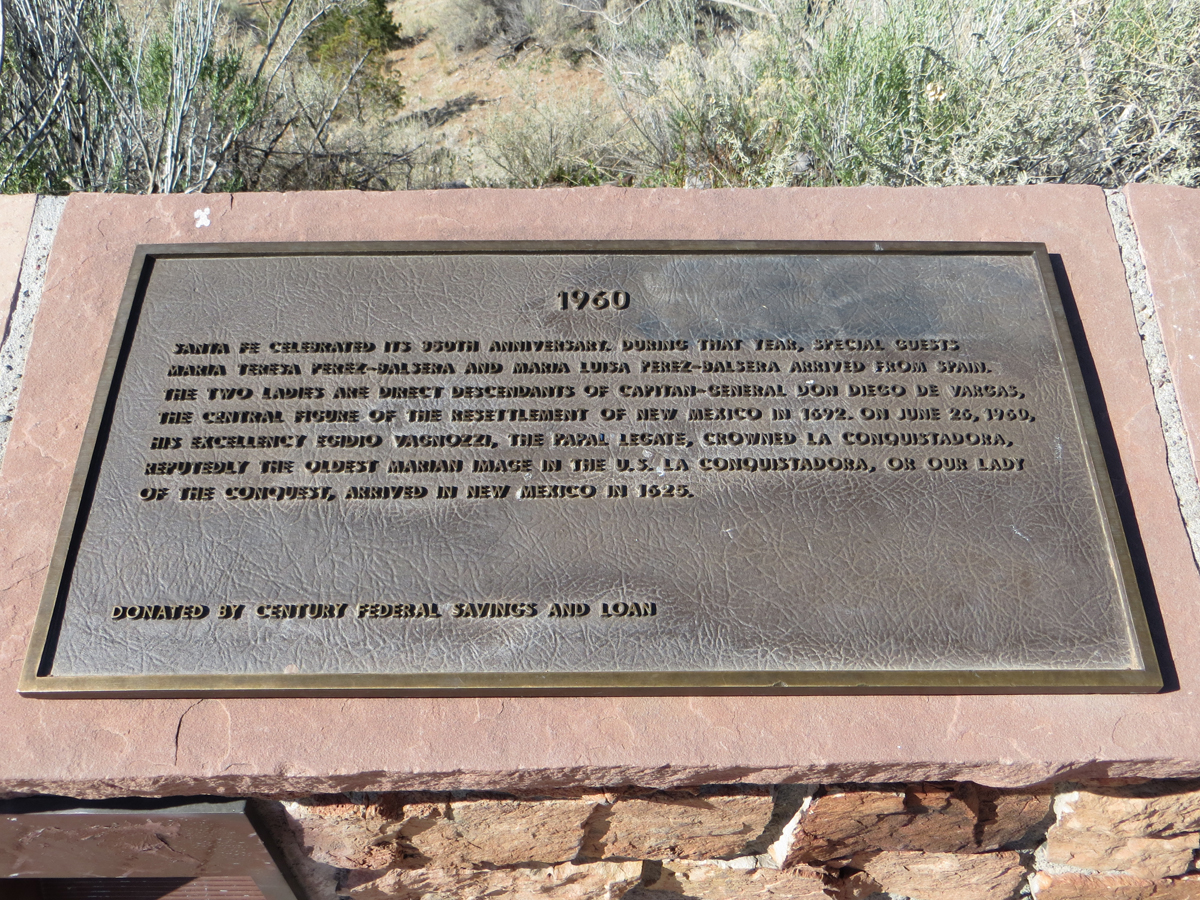 1960
SANTA FE CELEBRATED ITS 350TH ANNIVERSARY. DURING THAT YEAR, SPECIAL GUESTS
MARIA TERESA PEREZ-BALSERA AND MARIA LUISA PEREZ-BALSERA ARRIVED FROM SPAIN.
THE TWO LADIES ARE DIRECT DESCENDANTS OF CAPITAN-GENERAL DON DIEGO DE VARGAS,
THE CENTRAL FIGURE OF THE RESETTLEMENT OF NEW MEXICO IN 1692. ON JUNE 26, 1960,
HIS EXCELLENCY EGIDIO VAGNOZZI, THE PAPAL LEGATE, CROWNED LA CONQUISTADORA,
REPUTEDLY THE OLDEST MARIAN IMAGE IN THE U.S. LA CONQUISTADORA, OR OUR LADY
OF THE CONQUEST, ARRIVED IN NEW MEXICO IN 1625.
DONATED BY CENTURY FEDERAL SAVINGS AND LOAN